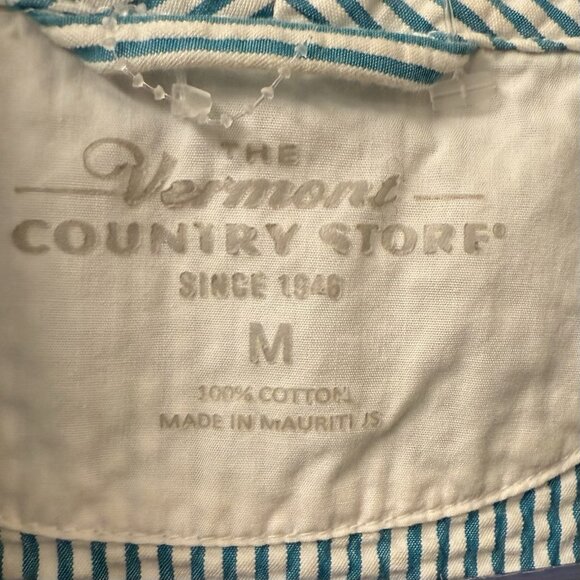 THE
Vermont
COUNTRY STORE®
SINCE 1946
M
100% COTTON
MADE IN MAURITIUS